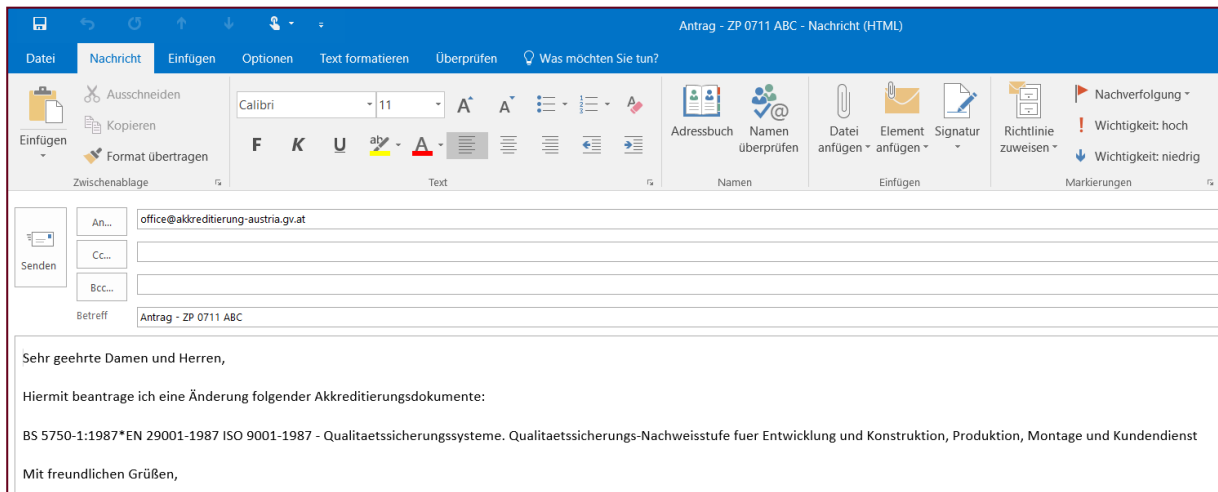 Antrag - ZP 0711 ABC - Nachricht (HTML)
Datei Nachricht Einfügen Optionen Text formatieren Überprüfen Was möchten Sie tun?
Einfügen
Ausschneiden
Kopieren
Format übertragen
Zwischenablage
Calibri 11
F K U aby A
Text
Adressbuch
Namen überprüfen
Namen
Datei anfügen
Element anfügen
Signatur
Einfügen
Richtlinie zuweisen
Nachverfolgung
Wichtigkeit: hoch
Wichtigkeit: niedrig
Markierungen
Senden
An... office@akkreditierung-austria.gv.at
Cc...
Bcc...
Betreff Antrag - ZP 0711 ABC
Sehr geehrte Damen und Herren,
Hiermit beantrage ich eine Änderung folgender Akkreditierungsdokumente:
BS 5750-1:1987*EN 29001-1987 ISO 9001-1987 - Qualitaetssicherungssysteme. Qualitaetssicherungs-Nachweisstufe fuer Entwicklung und Konstruktion, Produktion, Montage und Kundendienst
Mit freundlichen Grüßen,